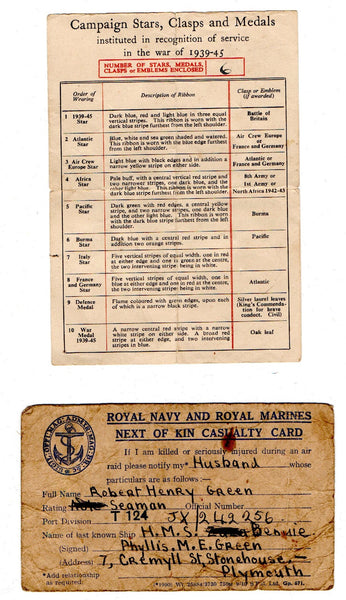 Campaign Stars, Clasps and Medals
instituted in recognition of service
in the war of 1939-45
NUMBER OF STARS, MEDALS,
CLASPS or EMBLEMS ENCLOSED 6
Order of Wearing Description of Ribbon Clasp or Emblem (if awarded)
1 1939-45 Star Dark blue, red and light blue in three equal vertical stripes. This ribbon is worn with the dark blue stripe furthest from the left shoulder. Battle of Britain
2 Atlantic Star Blue, white and sea green shaded and watered. This ribbon is worn with the blue edge furthest from the left shoulder. Air Crew Europe or France and Germany
3 Air Crew Europe Star Light blue with black edges and in addition a narrow yellow stripe on either side. Atlantic or France and Germany
4 Africa Star Pale buff, with a central vertical red stripe and two narrower stripes, one dark blue, and the other light blue. This ribbon is worn with the dark blue stripe furthest from the left shoulder. 8th Army or 1st Army or North Africa 1942-43
5 Pacific Star Dark green with red edges, a central yellow stripe, and two narrow stripes, one dark blue and the other light blue. This is worn with the dark blue stripe furthest from the left shoulder. Burma
6 Burma Star Dark blue with a central red stripe and in addition two orange stripes. Pacific
7 Italy Star Five vertical stripes of equal width, one in red at either edge and one in green at the centre, the two intervening stripes being in white.
8 France and Germany Star Five vertical stripes of equal width, one in blue at either edge and one in red at the centre, the two intervening stripes being in white. Atlantic
9 Defence Medal Flame coloured with green edges, upon each of which is a narrow black stripe. Silver laurel leaves (King's Commendation for brave conduct. Civil)
10 War Medal 1939-45 A narrow central red stripe with a narrow white stripe on either side. A broad red stripe at either edge, and two intervening stripes in blue. Oak leaf
ROYAL NAVY AND ROYAL MARINES
NEXT OF KIN CASUALTY CARD
If I am killed or seriously injured during an
air raid please notify my* Husband whose
particulars are as follows:—
Full Name Robert Henry Green
Rating Seaman Official Number
Port Division T 124 JX/242256
Name of last known Ship H.M.S. Bernie
(Signed) Phyllis. M. E. Green
Address 7, Cremyll St, Stonehouse.
Plymouth
*Add relationship
as required.